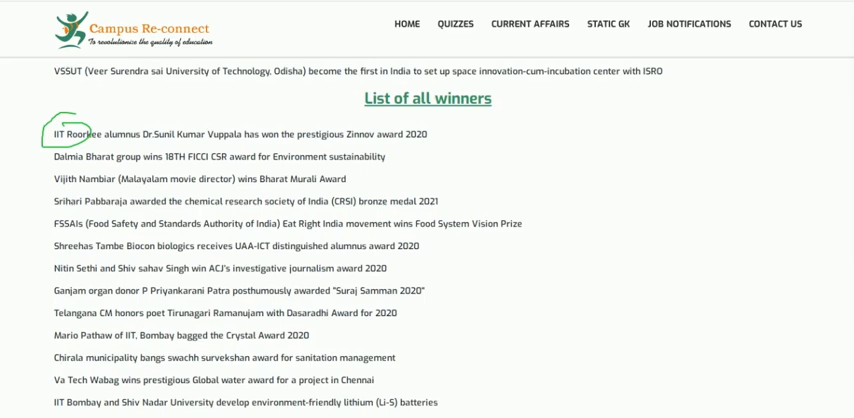 Campus Re-connect
To revolutionize the quality of education
HOME QUIZZES CURRENT AFFAIRS STATIC GK JOB NOTIFICATIONS CONTACT US
VSSUT (Veer Surendra sai University of Technology, Odisha) become the first in India to set up space innovation-cum-incubation center with ISRO
List of all winners
IIT Roorkee alumnus Dr.Sunil Kumar Vuppala has won the prestigious Zinnov award 2020
Dalmia Bharat group wins 18TH FICCI CSR award for Environment sustainability
Vijith Nambiar (Malayalam movie director) wins Bharat Murali Award
Srihari Pabbaraja awarded the chemical research society of India (CRSI) bronze medal 2021
FSSAIs (Food Safety and Standards Authority of India) Eat Right India movement wins Food System Vision Prize
Shreehas Tambe Biocon biologics receives UAA-ICT distinguished alumnus award 2020
Nitin Sethi and Shiv sahav Singh win ACJ's investigative journalism award 2020
Ganjam organ donor P Priyankarani Patra posthumously awarded "Suraj Samman 2020"
Telangana CM honors poet Tirunagari Ramanujam with Dasaradhi Award for 2020
Mario Pathaw of IIT, Bombay bagged the Crystal Award 2020
Chirala municipality bangs swachh survekshan award for sanitation management
Va Tech Wabag wins prestigious Global water award for a project in Chennai
IIT Bombay and Shiv Nadar University develop environment-friendly lithium (Li-S) batteries